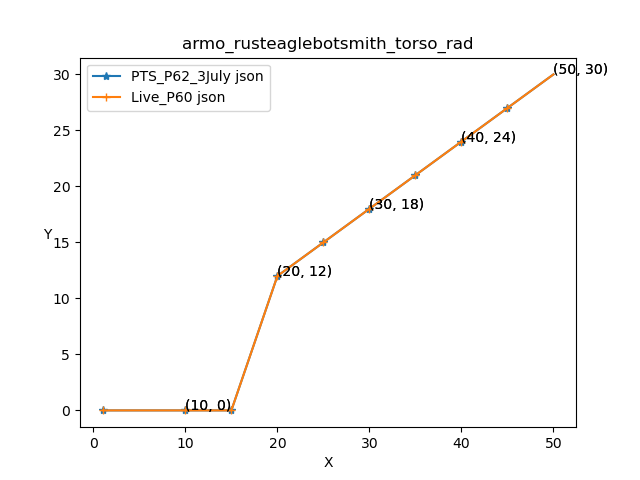 armo_rusteaglebotsmith_torso_rad
PTS_P62_3July json
Live_P60 json
(50, 30)
(40, 24)
(30, 18)
(20, 12)
(10, 0)
30
25
20
15
10
5
0
Y
0 10 20 30 40 50
X